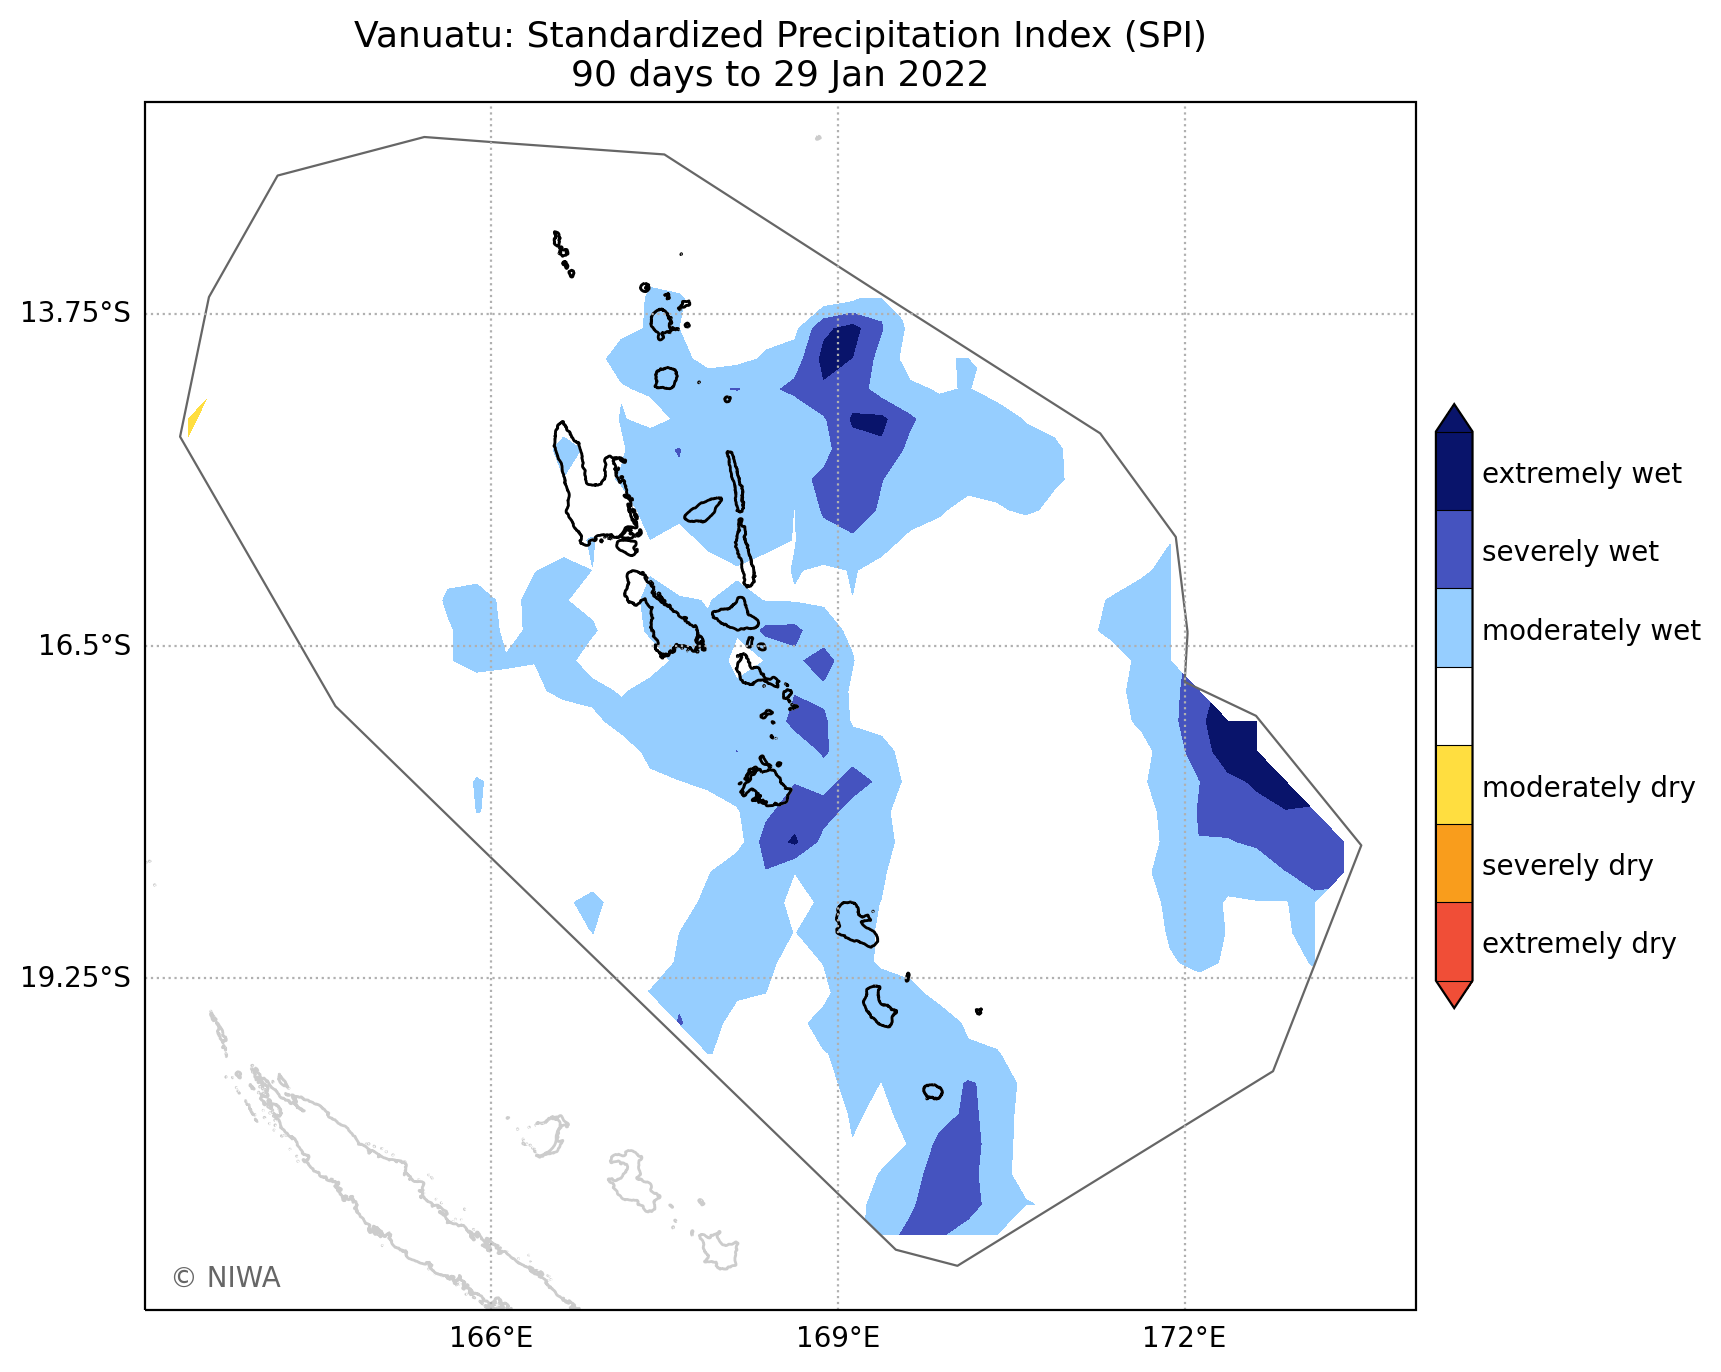 Vanuatu: Standardized Precipitation Index (SPI)
90 days to 29 Jan 2022
13.75°S
16.5°S
19.25°S
166°E
169°E
172°E
© NIWA
extremely wet
severely wet
moderately wet
moderately dry
severely dry
extremely dry